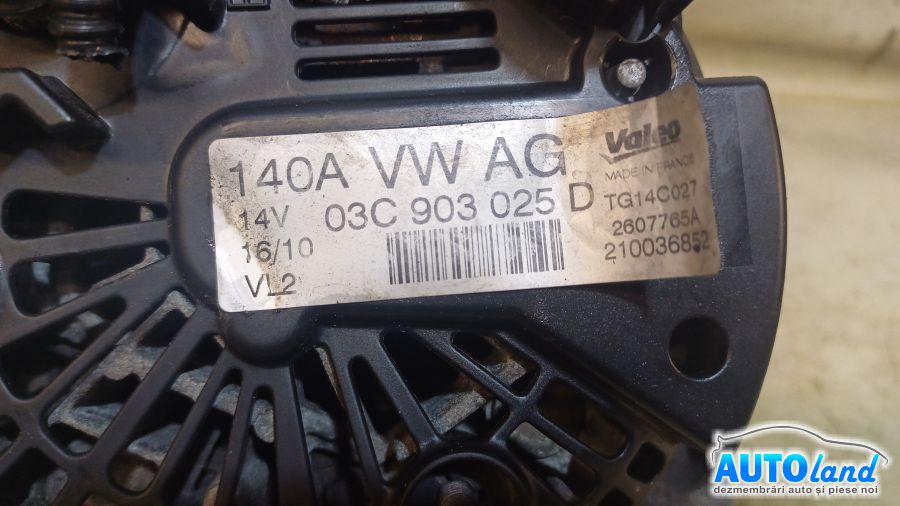 140A VW AG
14V 03C 903 025 D
16/10
VL2
Valeo
MADE IN FRANCE
TG14C027
2607765A
210036852
AUTOland
dezmembrări auto și piese noi